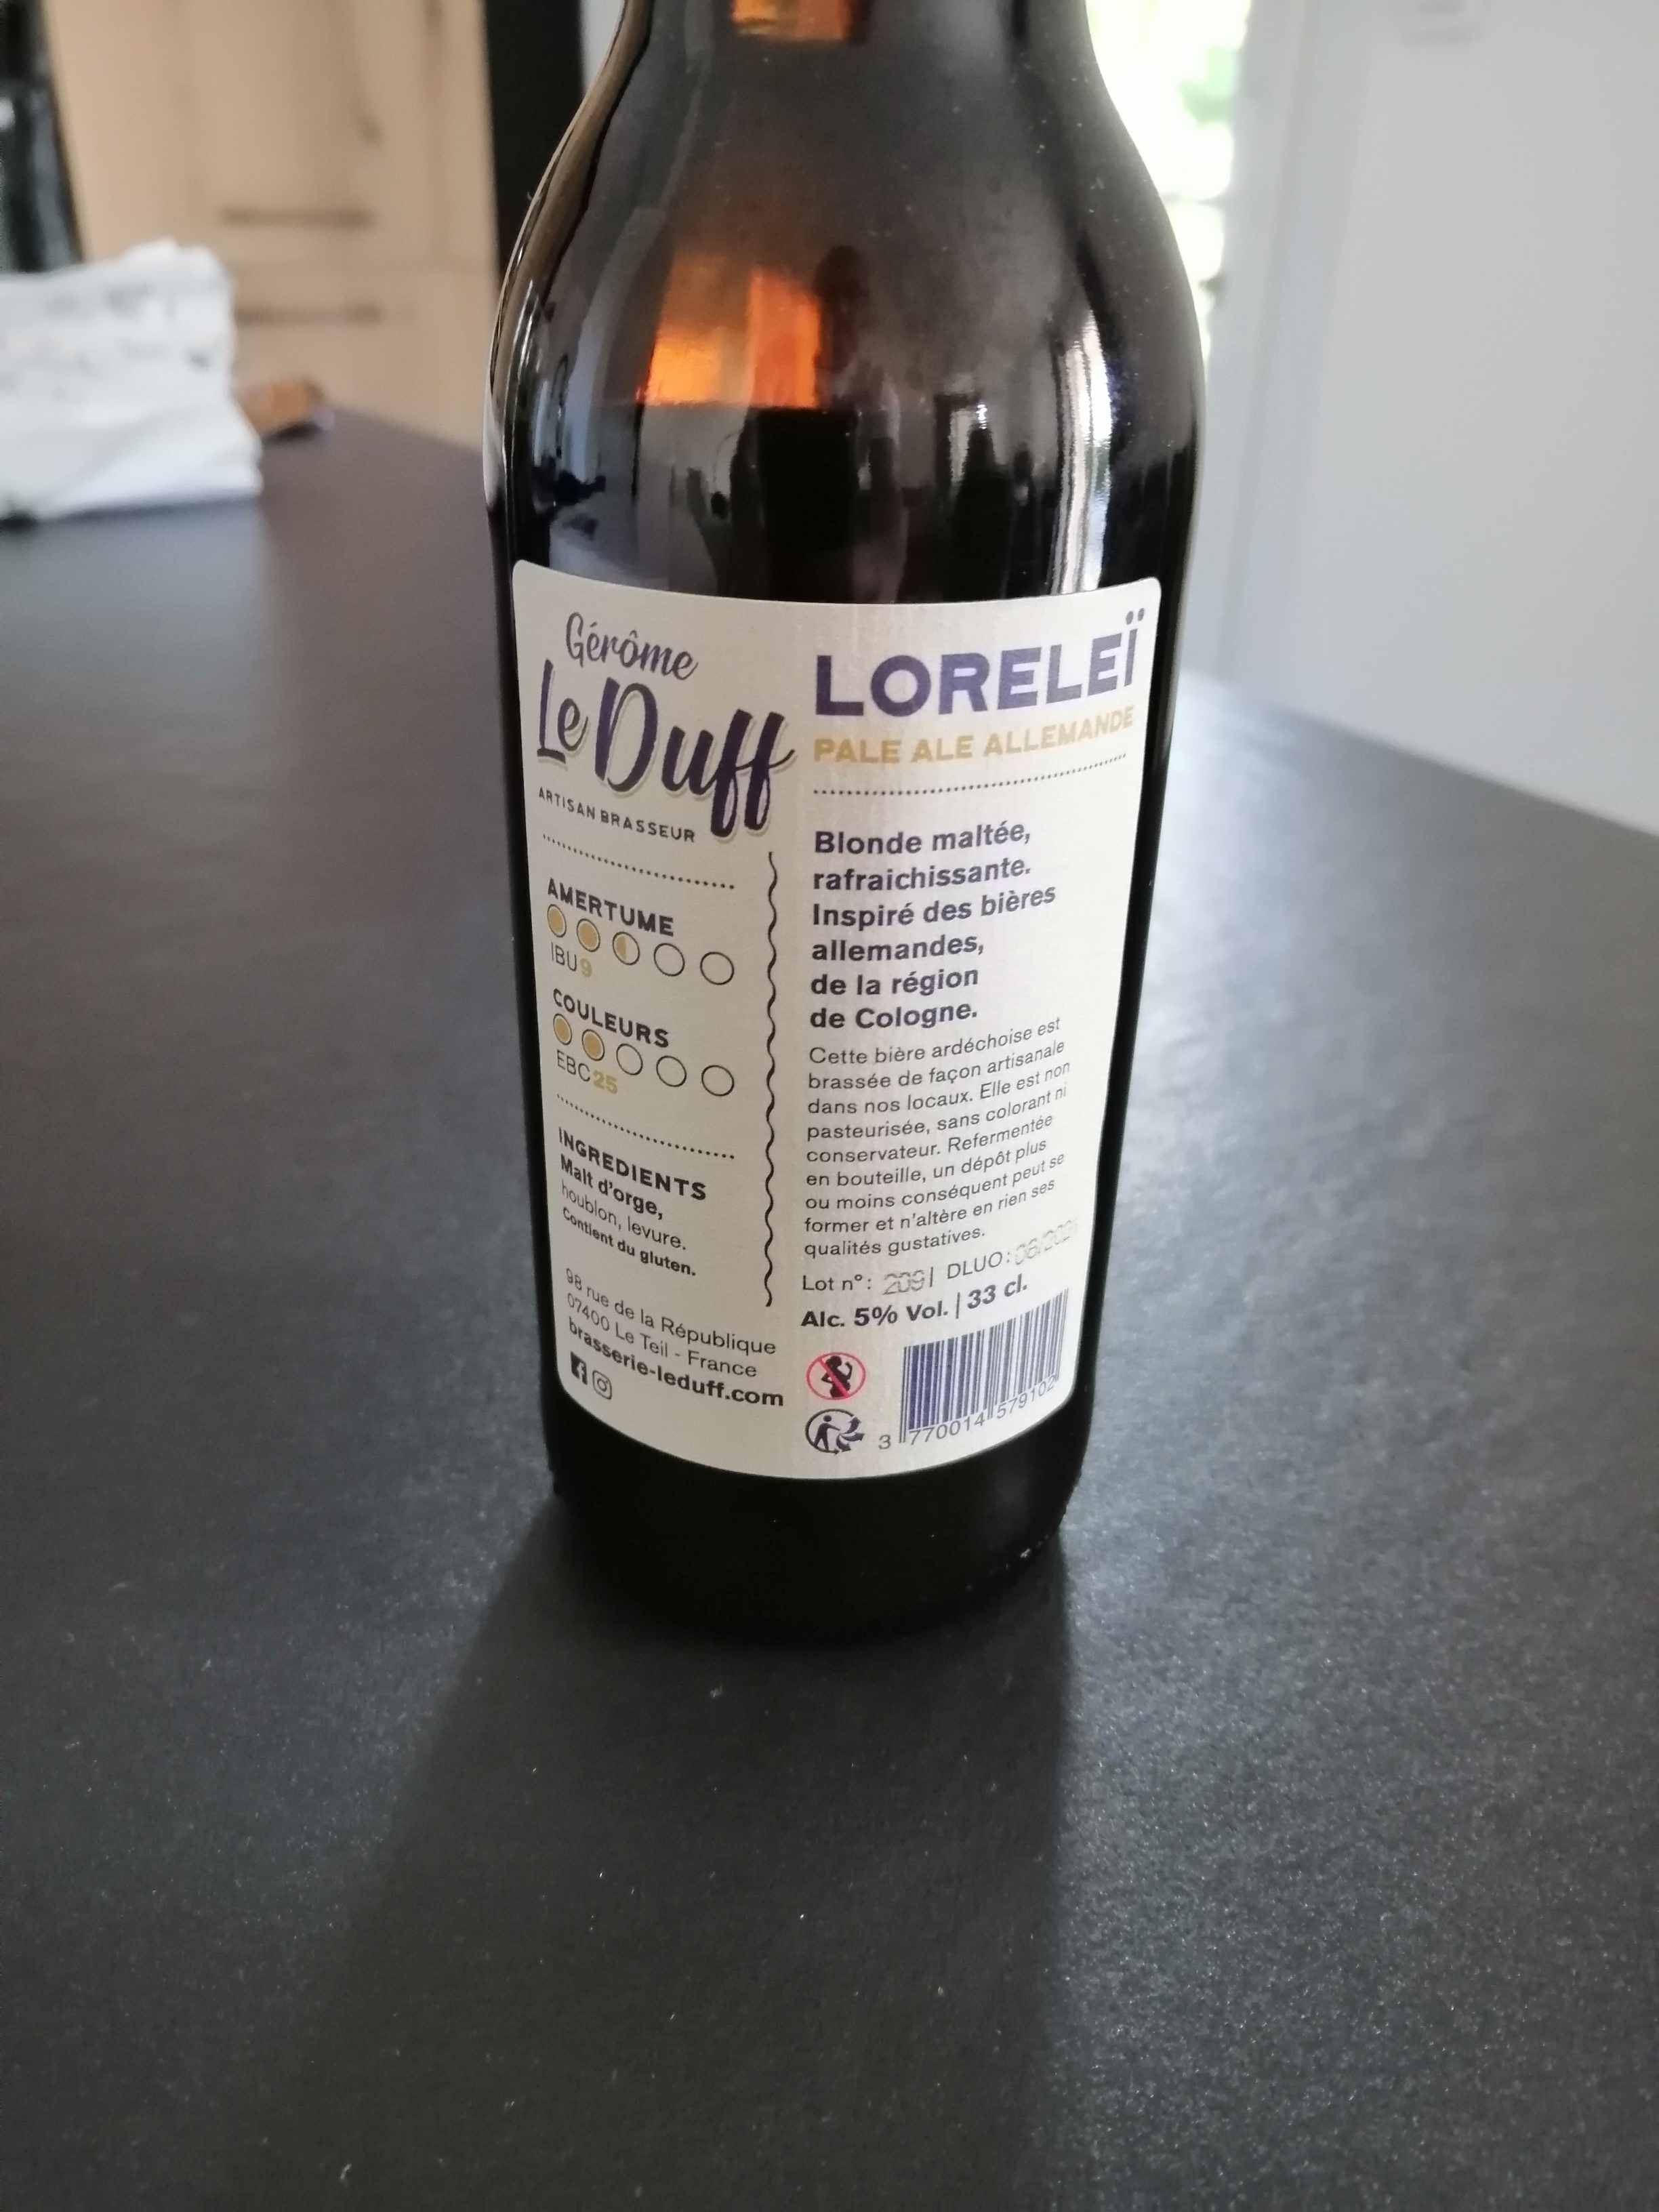 Gérôme
Le Duff
ARTISAN BRASSEUR
AMERTUME
IBU 9
COULEURS
EBC 25
INGREDIENTS
Malt d'orge,
houblon, levure.
Contient du gluten.
98 rue de la République
07400 Le Teil - France
brasserie-leduff.com
LORELEÏ
PALE ALE ALLEMANDE
Blonde maltée,
rafraichissante.
Inspiré des bières
allemandes,
de la région
de Cologne.
Cette bière ardéchoise est
brassée de façon artisanale
dans nos locaux. Elle est non
pasteurisée, sans colorant ni
conservateur. Refermentée
en bouteille, un dépôt plus
ou moins conséquent peut se
former et n'altère en rien ses
qualités gustatives.
Lot n°: 209 | DLUO:
Alc. 5% Vol. | 33 cl.
3 770014 579102